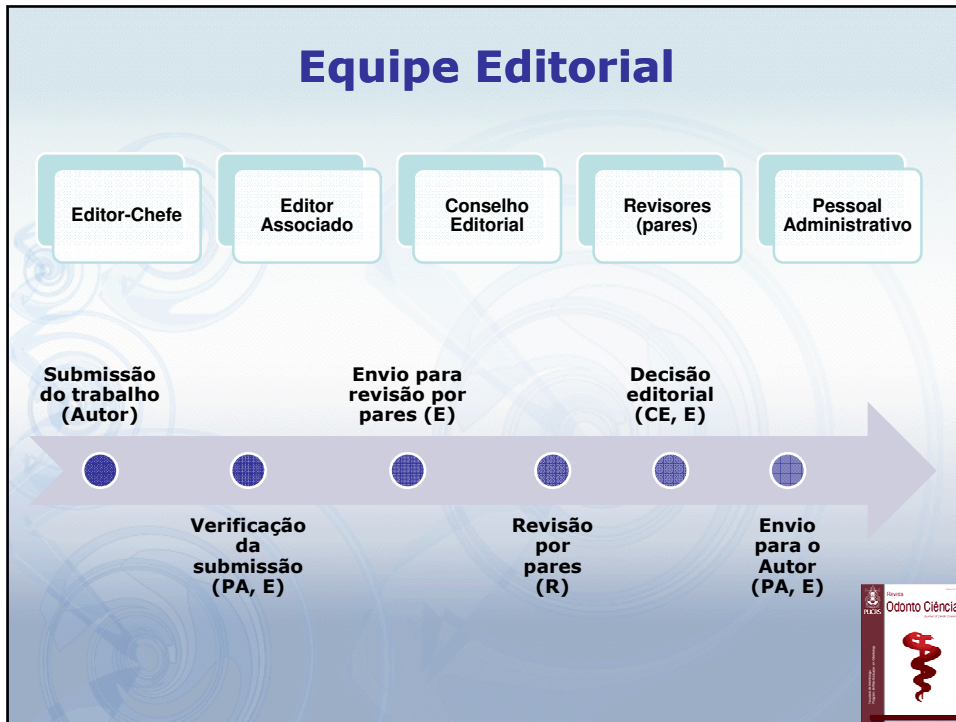 Equipe Editorial
Editor-Chefe
Editor
Associado
Conselho
Editorial
Revisores
(pares)
Pessoal
Administrativo
Submissão
do trabalho
(Autor)
Verificação
da
submissão
(PA, E)
Envio para
revisão por
pares (E)
Revisão
por
pares
(R)
Decisão
editorial
(CE, E)
Envio
para o
Autor
(PA, E)
PUCRS
Revista
Odonto Ciência